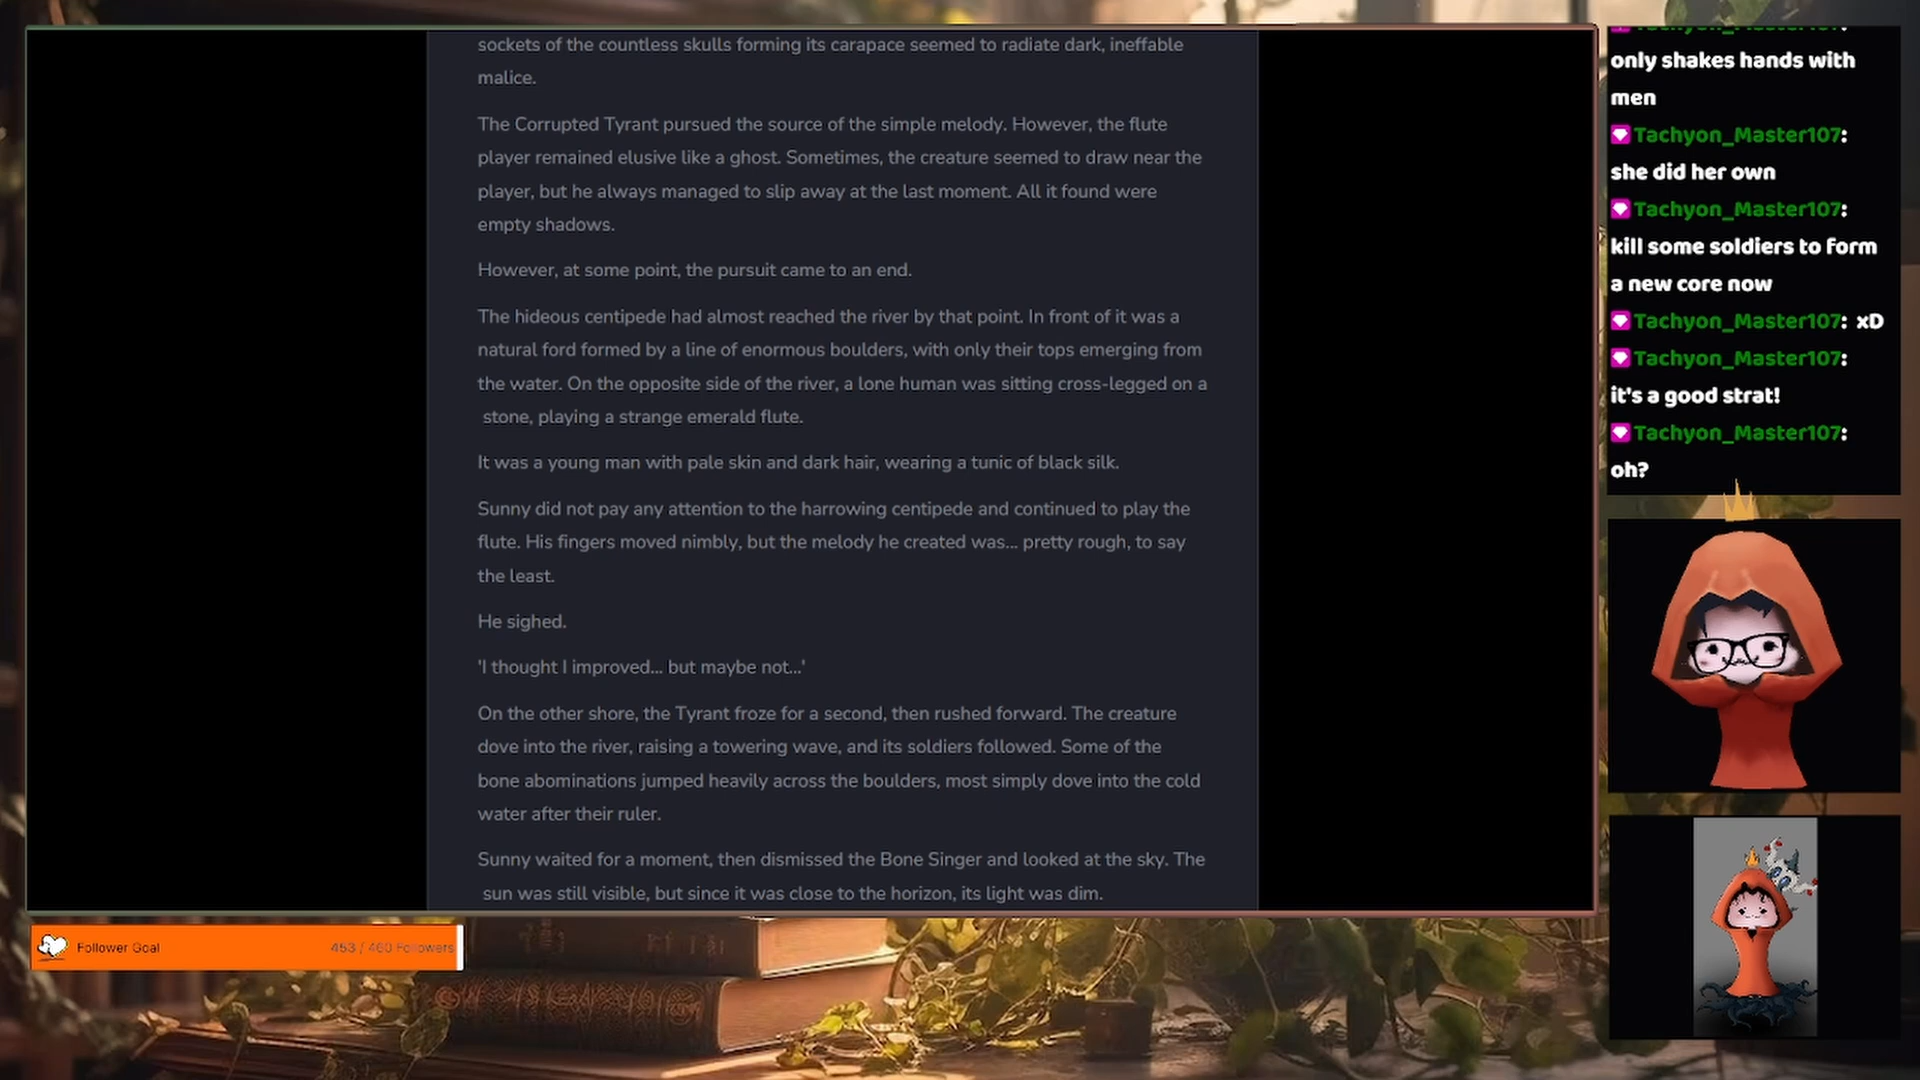 sockets of the countless skulls forming its carapace seemed to radiate dark, ineffable
malice.
The Corrupted Tyrant pursued the source of the simple melody. However, the flute
player remained elusive like a ghost. Sometimes, the creature seemed to draw near the
player, but he always managed to slip away at the last moment. All it found were
empty shadows.
However, at some point, the pursuit came to an end.
The hideous centipede had almost reached the river by that point. In front of it was a
natural ford formed by a line of enormous boulders, with only their tops emerging from
the water. On the opposite side of the river, a lone human was sitting cross-legged on a
stone, playing a strange emerald flute.
It was a young man with pale skin and dark hair, wearing a tunic of black silk.
Sunny did not pay any attention to the harrowing centipede and continued to play the
flute. His fingers moved nimbly, but the melody he created was... pretty rough, to say
the least.
He sighed.
'I thought I improved... but maybe not...'
On the other shore, the Tyrant froze for a second, then rushed forward. The creature
dove into the river, raising a towering wave, and its soldiers followed. Some of the
bone abominations jumped heavily across the boulders, most simply dove into the cold
water after their ruler.
Sunny waited for a moment, then dismissed the Bone Singer and looked at the sky. The
sun was still visible, but since it was close to the horizon, its light was dim.
Follower Goal 453 / 460 Followers
Tachyon_Master107:
only shakes hands with
men
Tachyon_Master107:
she did her own
Tachyon_Master107:
kill some soldiers to form
a new core now
Tachyon_Master107: xD
Tachyon_Master107:
it's a good strat!
Tachyon_Master107:
oh?